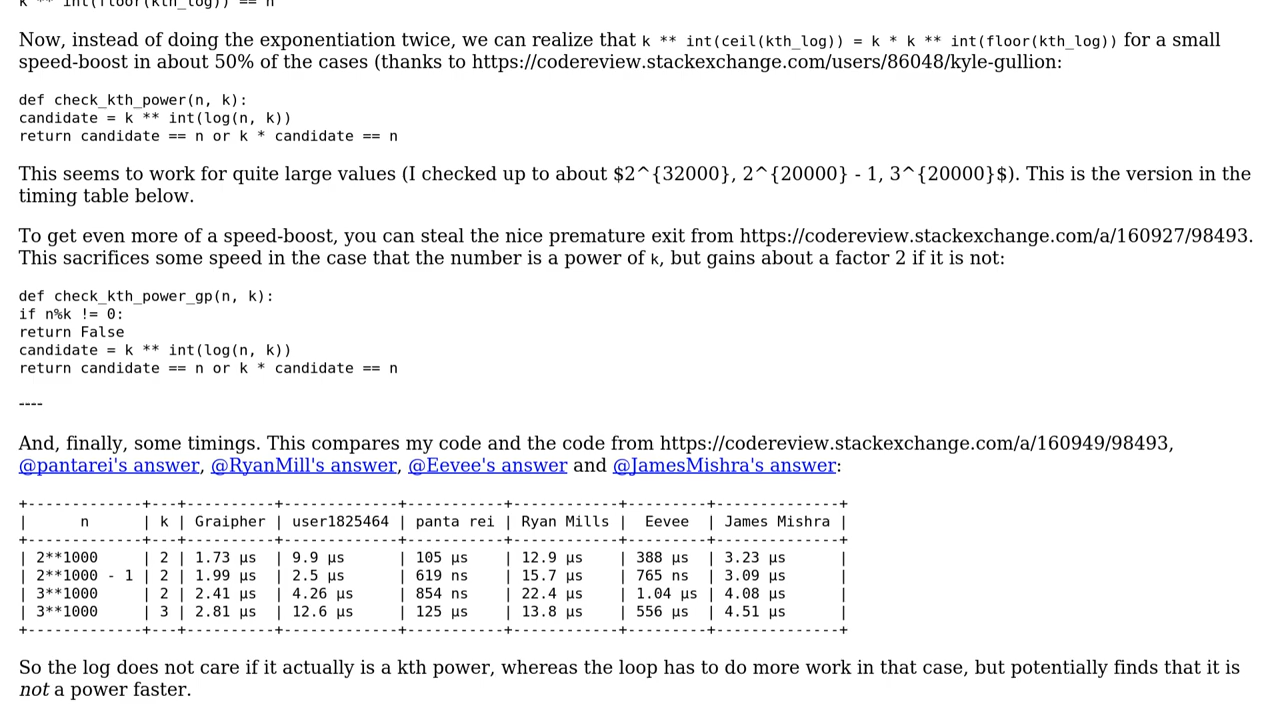 k ** int(floor(kth_log)) == n
Now, instead of doing the exponentiation twice, we can realize that k ** int(ceil(kth_log)) = k * k ** int(floor(kth_log)) for a small
speed-boost in about 50% of the cases (thanks to https://codereview.stackexchange.com/users/86048/kyle-gullion:
def check_kth_power(n, k):
candidate = k ** int(log(n, k))
return candidate == n or k * candidate == n
This seems to work for quite large values (I checked up to about $2^{32000}, 2^{20000} - 1, 3^{20000}$). This is the version in the
timing table below.
To get even more of a speed-boost, you can steal the nice premature exit from https://codereview.stackexchange.com/a/160927/98493.
This sacrifices some speed in the case that the number is a power of k, but gains about a factor 2 if it is not:
def check_kth_power_gp(n, k):
if n%k != 0:
return False
candidate = k ** int(log(n, k))
return candidate == n or k * candidate == n
----
And, finally, some timings. This compares my code and the code from https://codereview.stackexchange.com/a/160949/98493,
@pantarei's answer, @RyanMill's answer, @Eevee's answer and @JamesMishra's answer:
+-------------+---+----------+-------------+-----------+------------+---------+--------------+
|      n      | k | Graipher | user1825464 | panta rei | Ryan Mills |  Eevee  | James Mishra |
+-------------+---+----------+-------------+-----------+------------+---------+--------------+
| 2**1000     | 2 | 1.73 µs  | 9.9 µs      | 105 µs    | 12.9 µs    | 388 µs  | 3.23 µs      |
| 2**1000 - 1 | 2 | 1.99 µs  | 2.5 µs      | 619 ns    | 15.7 µs    | 765 ns  | 3.09 µs      |
| 3**1000     | 2 | 2.41 µs  | 4.26 µs     | 854 ns    | 22.4 µs    | 1.04 µs | 4.08 µs      |
| 3**1000     | 3 | 2.81 µs  | 12.6 µs     | 125 µs    | 13.8 µs    | 556 µs  | 4.51 µs      |
+-------------+---+----------+-------------+-----------+------------+---------+--------------+
So the log does not care if it actually is a kth power, whereas the loop has to do more work in that case, but potentially finds that it is
not a power faster.